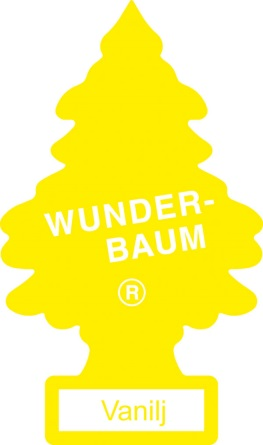 WUNDER-
BAUM
®
Vanilj